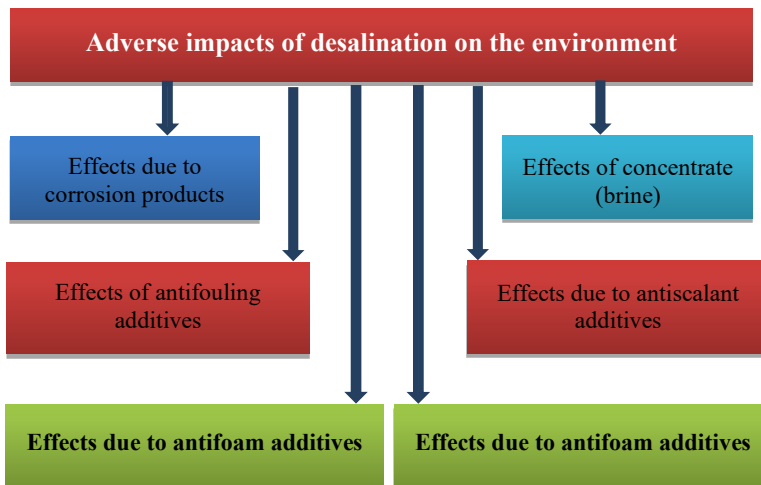 Adverse impacts of desalination on the environment
Effects due to
corrosion products
Effects of concentrate
(brine)
Effects of antifouling
additives
Effects due to antiscalant
additives
Effects due to antifoam additives
Effects due to antifoam additives